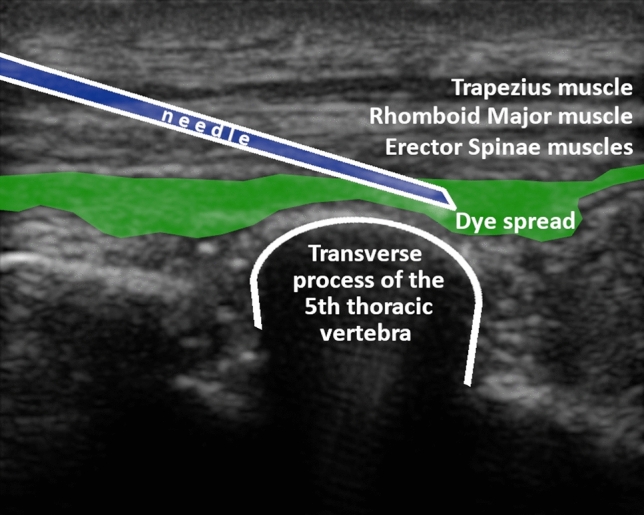 Trapezius muscle
Rhomboid Major muscle
needle
Erector Spinae muscles
Dye spread
Transverse
process of the
5th thoracic
vertebra